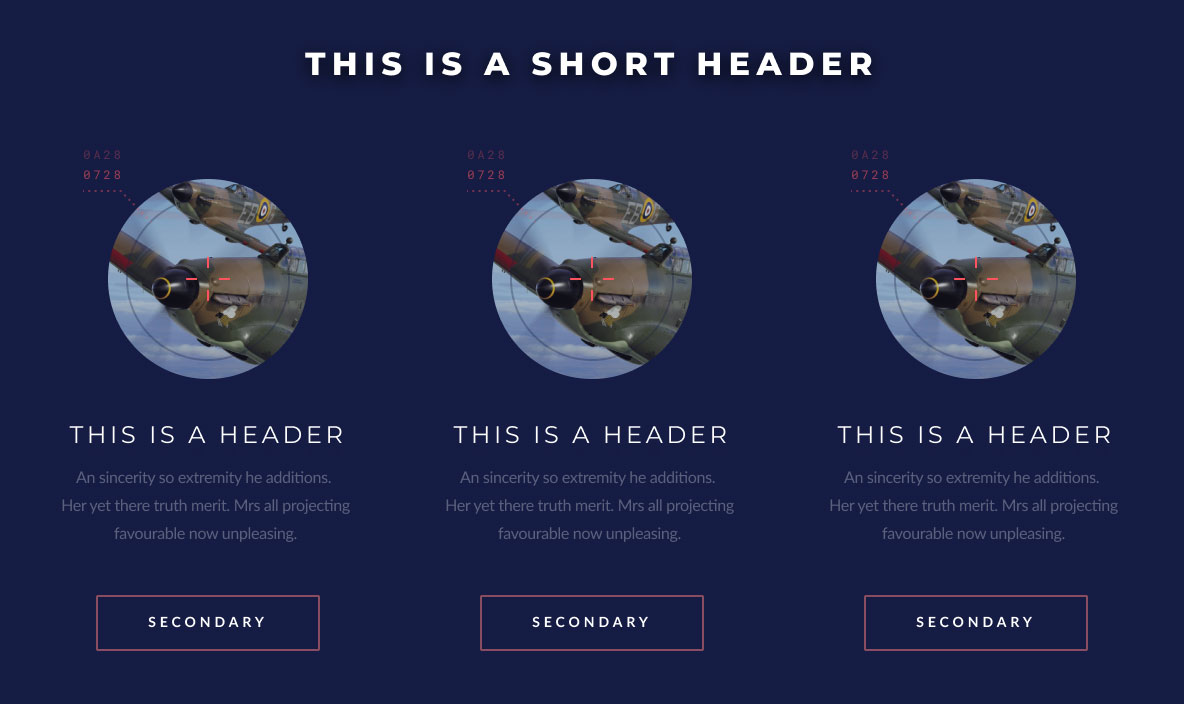 THIS IS A SHORT HEADER
0A28
0728
THIS IS A HEADER
An sincerity so extremity he additions.
Her yet there truth merit. Mrs all projecting
favourable now unpleasing.
SECONDARY
0A28
0728
THIS IS A HEADER
An sincerity so extremity he additions.
Her yet there truth merit. Mrs all projecting
favourable now unpleasing.
SECONDARY
0A28
0728
THIS IS A HEADER
An sincerity so extremity he additions.
Her yet there truth merit. Mrs all projecting
favourable now unpleasing.
SECONDARY